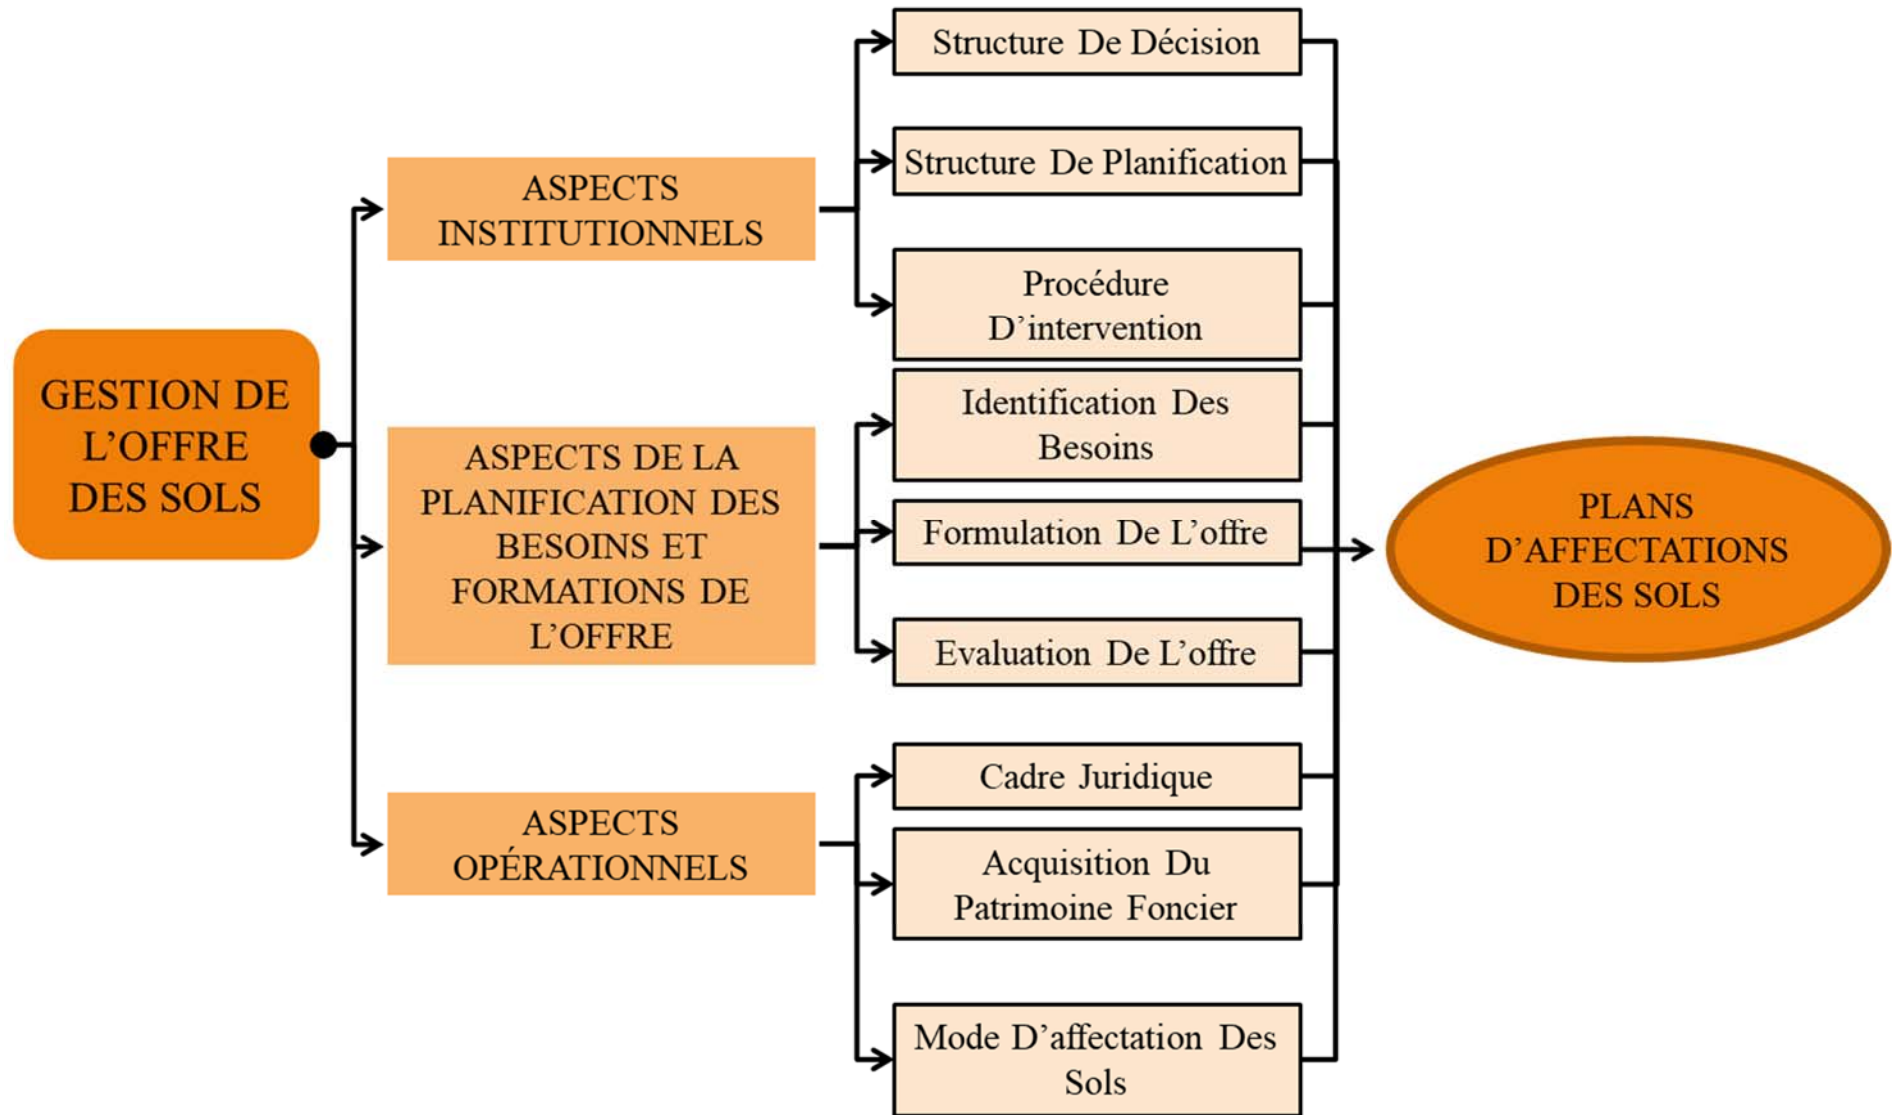 GESTION DE
L’OFFRE
DES SOLS
ASPECTS
INSTITUTIONNELS
Structure De Décision
Structure De Planification
Procédure
D’intervention
ASPECTS DE LA
PLANIFICATION DES
BESOINS ET
FORMATIONS DE
L’OFFRE
Identification Des
Besoins
Formulation De L’offre
Evaluation De L’offre
ASPECTS
OPÉRATIONNELS
Cadre Juridique
Acquisition Du
Patrimoine Foncier
Mode D’affectation Des
Sols
PLANS
D’AFFECTATIONS
DES SOLS